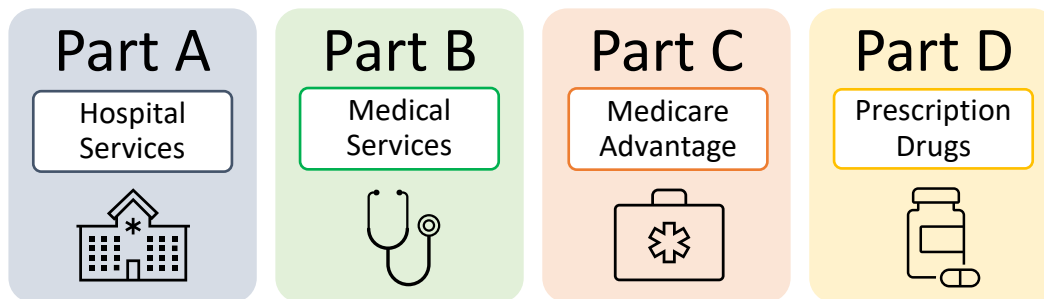 Part A
Hospital
Services
Part B
Medical
Services
Part C
Medicare
Advantage
Part D
Prescription
Drugs